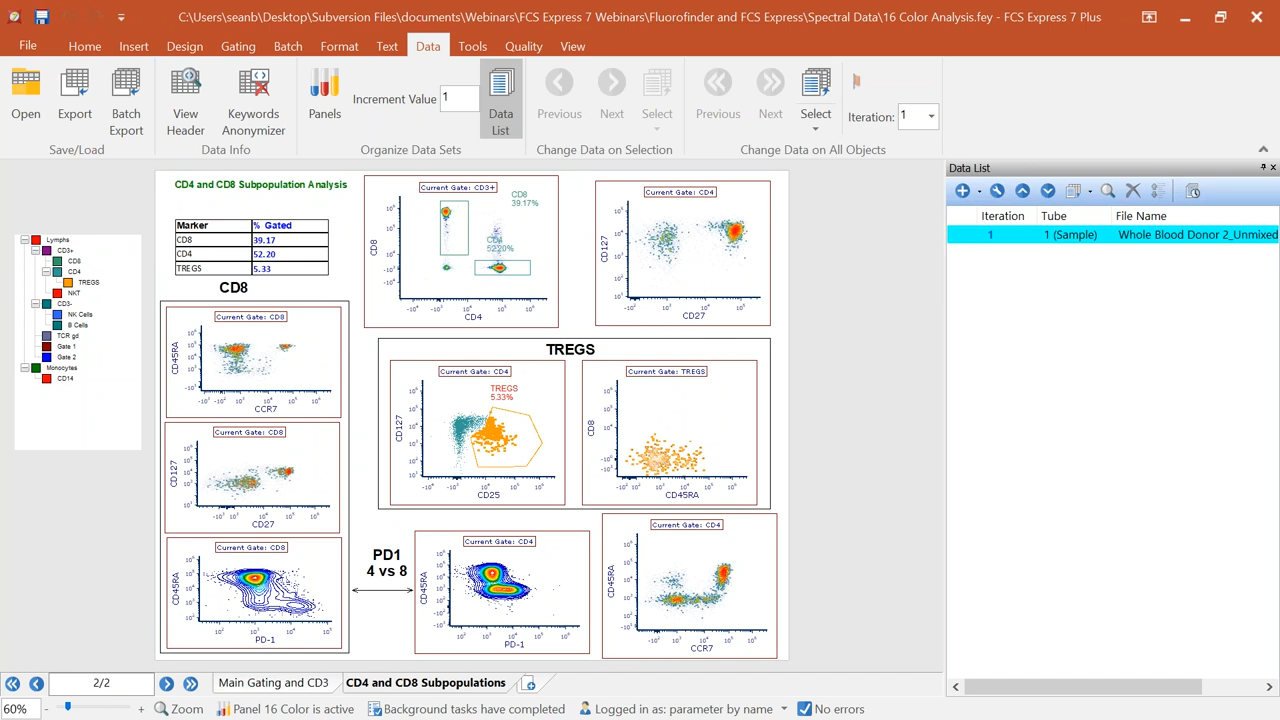 C:\Users\seanb\Desktop\Subversion Files\documents\Webinars\FCS Express 7 Webinars\Fluorofinder and FCS Express\Spectral Data\16 Color Analysis.fey - FCS Express 7 Plus
File Home Insert Design Gating Batch Format Text Data Tools Quality View
Open
Export
Batch Export
Save/Load
View Header
Keywords Anonymizer
Data Info
Panels
Increment Value 1
Data List
Organize Data Sets
Previous
Next
Select
Change Data on Selection
Previous
Next
Select
Iteration: 1
Change Data on All Objects
Data List
Iteration Tube File Name
1 1 (Sample) Whole Blood Donor 2_Unmixed
Lymphs
CD3+
CD8
CD4
TREGS
NKT
CD3-
NK Cells
B Cells
TCR gd
Gate 1
Gate 2
Monocytes
CD14
CD4 and CD8 Subpopulation Analysis
Marker % Gated
CD8 39.17
CD4 52.20
TREGS 5.33
CD8
Current Gate: CD8
CD45RA
CCR7
Current Gate: CD8
CD127
CD27
Current Gate: CD8
CD45RA
PD-1
Current Gate: CD3+
CD8
39.17%
CD4
52.20%
CD8
CD4
Current Gate: CD4
CD127
CD27
TREGS
Current Gate: CD4
TREGS
5.33%
CD127
CD25
Current Gate: TREGS
CD8
CD45RA
PD1
4 vs 8
Current Gate: CD4
CD45RA
PD-1
Current Gate: CD4
CD45RA
CCR7
2/2 Main Gating and CD3 CD4 and CD8 Subpopulations
60% - + Zoom Panel 16 Color is active Background tasks have completed Logged in as: parameter by name No errors